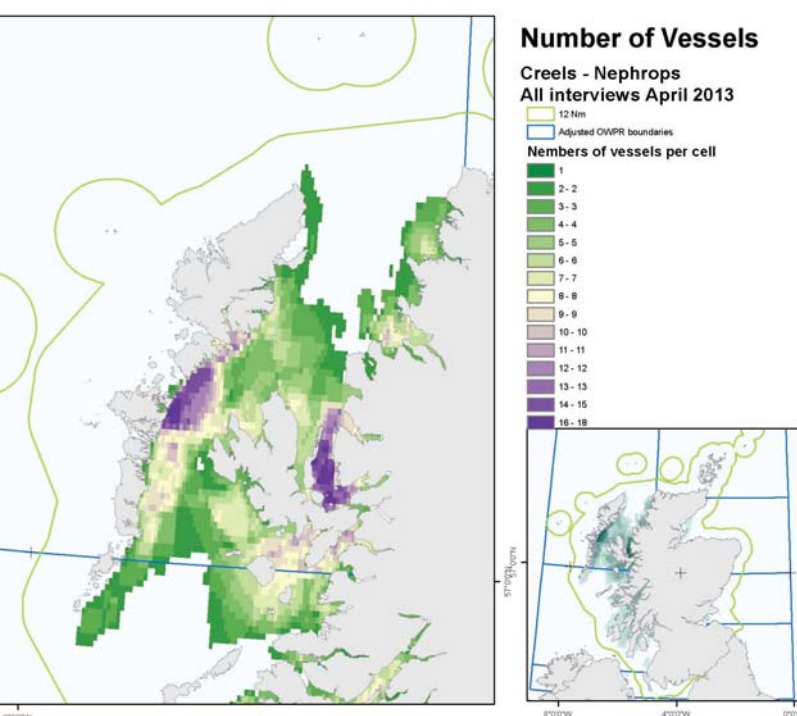 Number of Vessels
Creels - Nephrops
All interviews April 2013
12 Nm
Adjusted OWPR boundaries
Nembers of vessels per cell
1
2 - 2
3 - 3
4 - 4
5 - 5
6 - 6
7 - 7
8 - 8
9 - 9
10 - 10
11 - 11
12 - 12
13 - 13
14 - 15
16 - 18